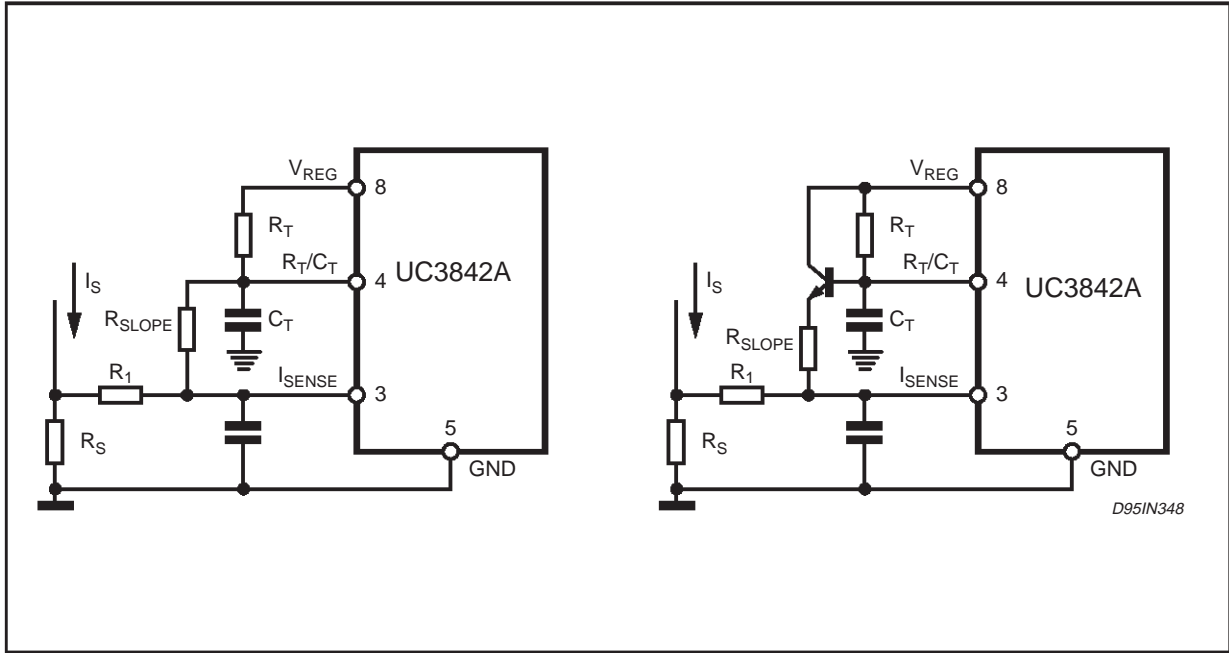 V_REG
8
R_T
R_T/C_T
4
UC3842A
I_S
R_SLOPE
C_T
R_1
I_SENSE
3
R_S
5
GND
V_REG
8
R_T
R_T/C_T
4
UC3842A
I_S
R_SLOPE
C_T
R_1
I_SENSE
3
R_S
5
GND
D95IN348